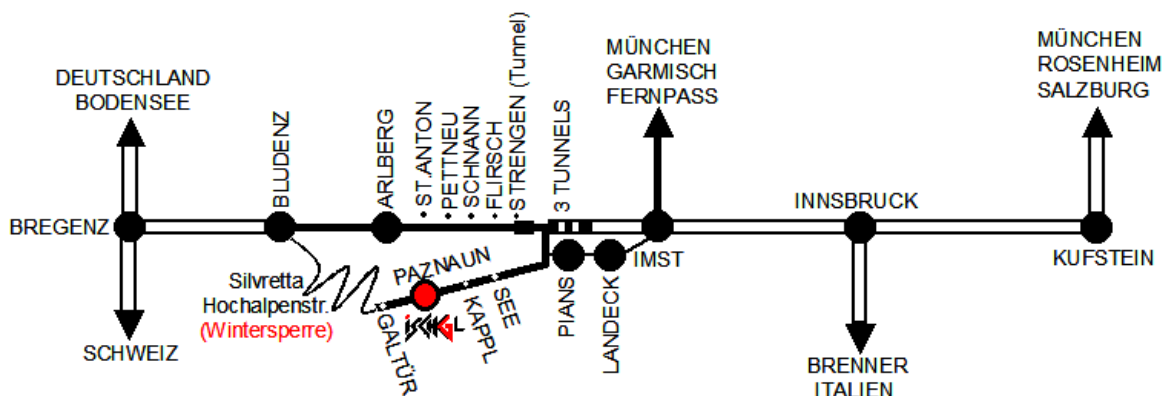 DEUTSCHLAND
BODENSEE
BREGENZ
SCHWEIZ
BLUDENZ
Silvretta
Hochalpenstr.
(Wintersperre)
ARLBERG
ST.ANTON
PETTNEU
SCHNANN
FLIRSCH
STRENGEN (Tunnel)
3 TUNNELS
PAZNAUN
ISCHGL
GALTÜR
KAPPL
SEE
PIANS
LANDECK
MÜNCHEN
GARMISCH
FERNPASS
IMST
INNSBRUCK
BRENNER
ITALIEN
MÜNCHEN
ROSENHEIM
SALZBURG
KUFSTEIN